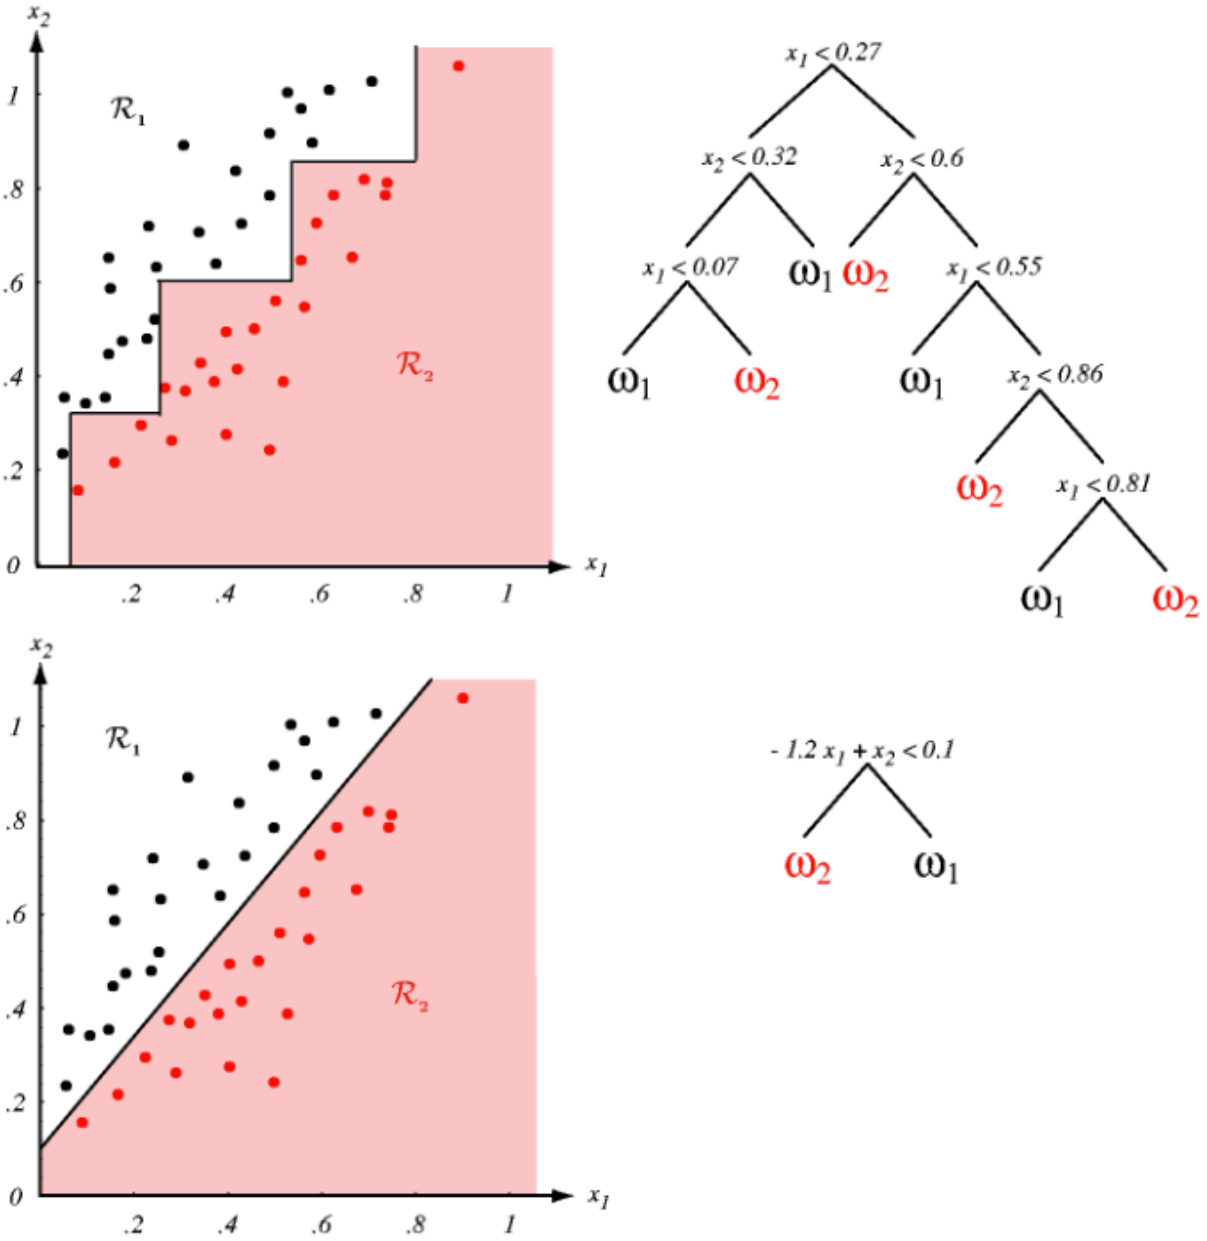 x₂
1
.8
.6
.4
.2
0
R₁
R₂
.2 .4 .6 .8 1
x₁
x₁ < 0.27
x₂ < 0.32 x₂ < 0.6
x₁ < 0.07 ω₁ ω₂ x₁ < 0.55
ω₁ ω₂ ω₁ x₂ < 0.86
ω₂ x₁ < 0.81
ω₁ ω₂
x₂
1
.8
.6
.4
.2
0
R₁
R₂
.2 .4 .6 .8 1
x₁
- 1.2 x₁ + x₂ < 0.1
ω₂ ω₁